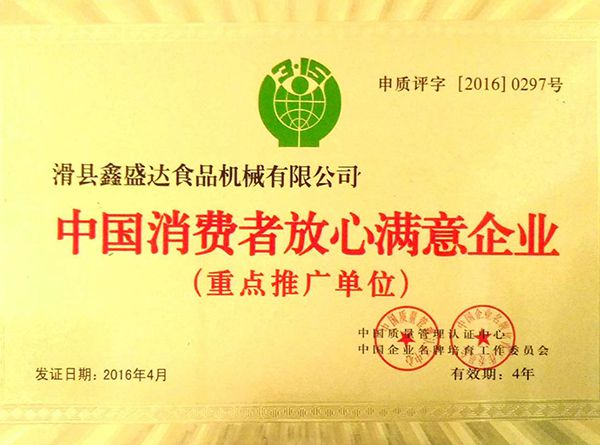 3·15
申质评字 [2016] 0297号
滑县鑫盛达食品机械有限公司
中国消费者放心满意企业
(重点推广单位)
中国质量管理认证中心
中国企业名牌培育工作委员会
发证日期: 2016年4月
有效期: 4年